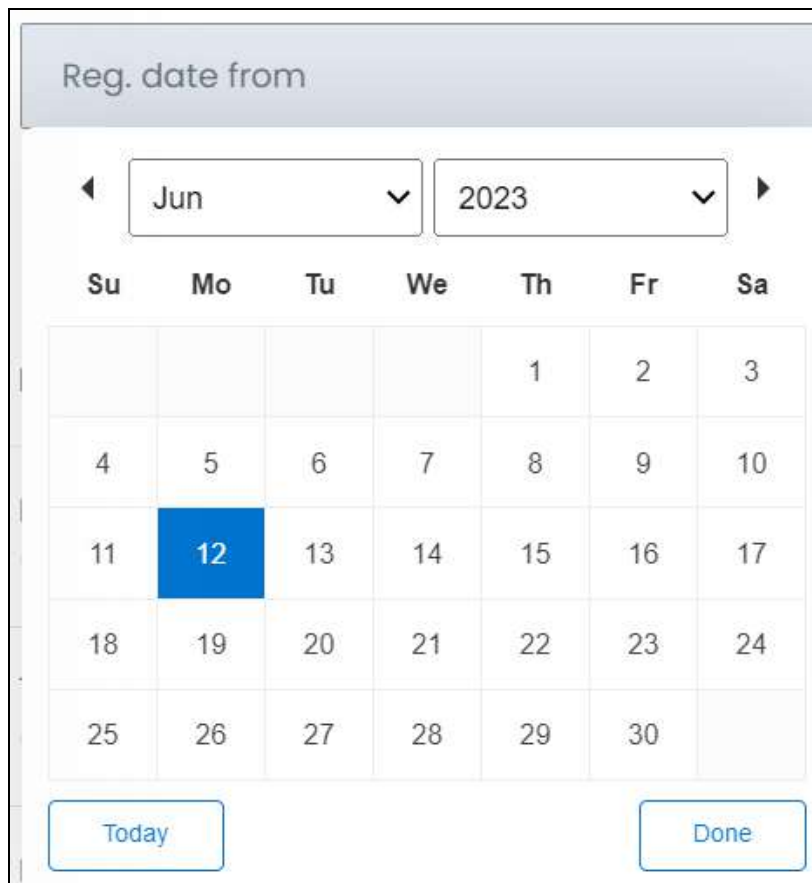 Reg. date from
Jun 2023
Su Mo Tu We Th Fr Sa
1 2 3
4 5 6 7 8 9 10
11 12 13 14 15 16 17
18 19 20 21 22 23 24
25 26 27 28 29 30
Today Done